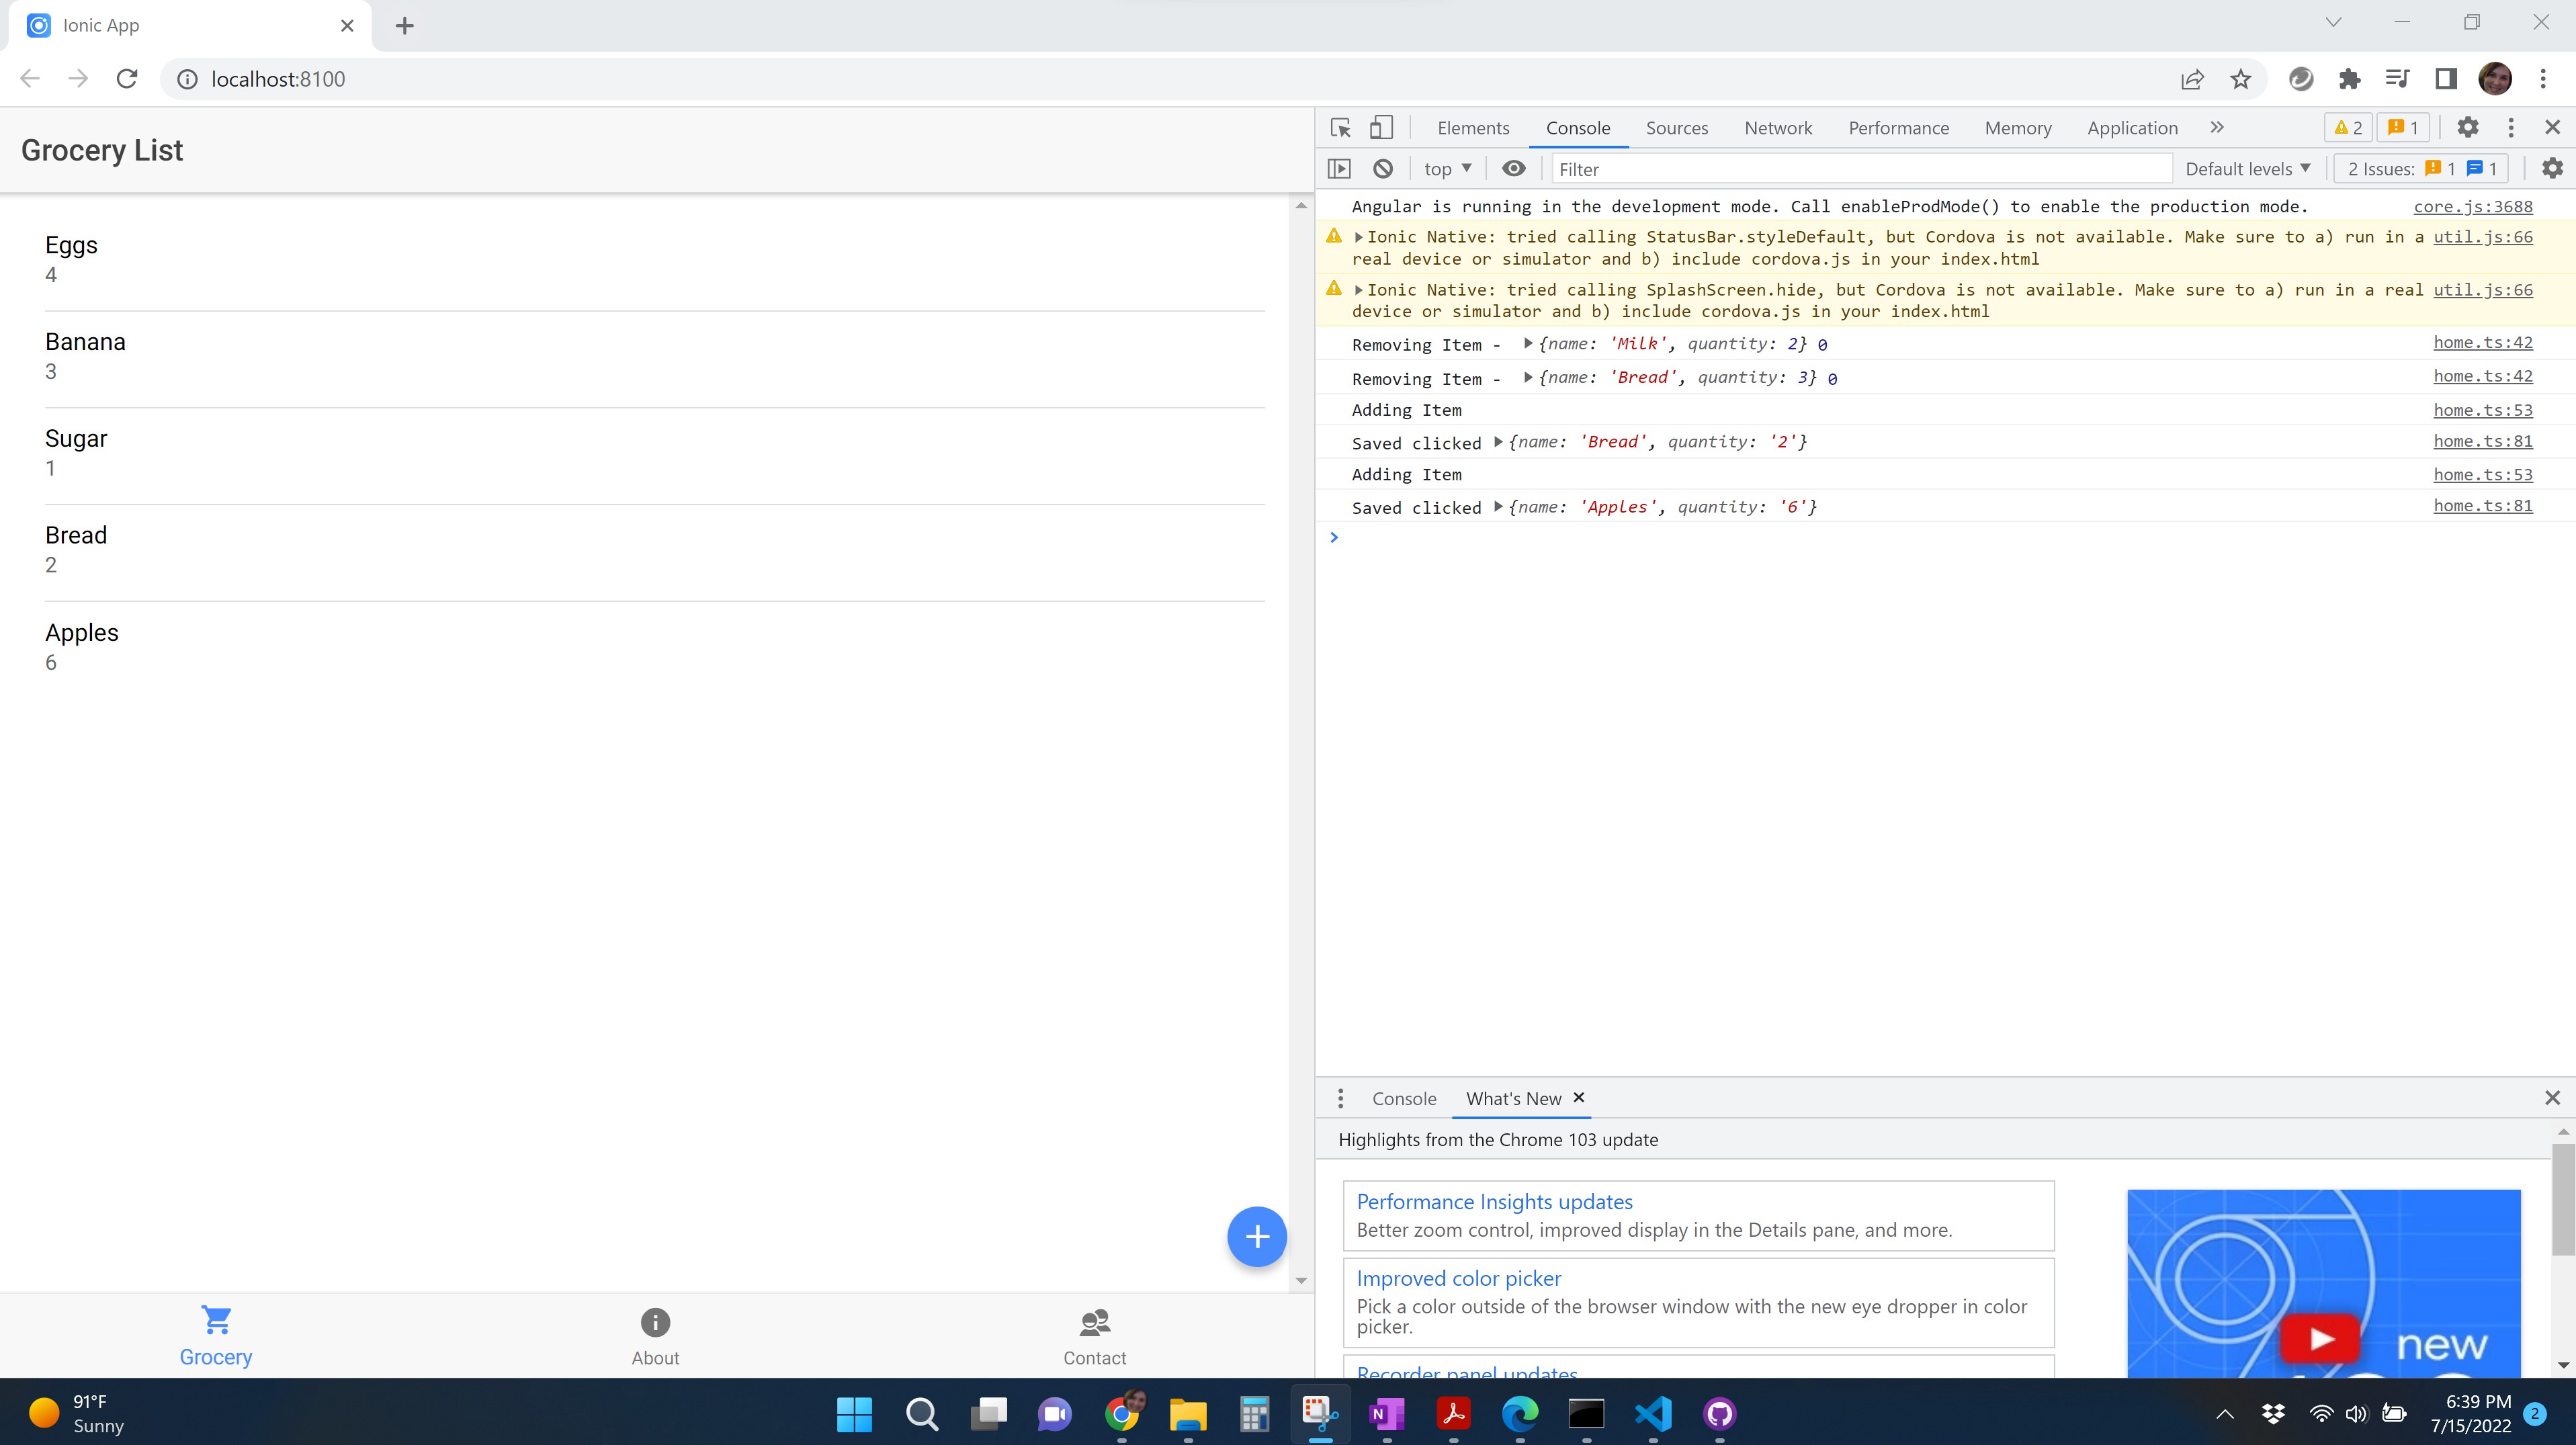 Ionic App
localhost:8100
Grocery List
Eggs
4
Banana
3
Sugar
1
Bread
2
Apples
6
Grocery
About
Contact
Elements Console Sources Network Performance Memory Application
2 1
top Filter Default levels 2 Issues: 1 1
Angular is running in the development mode. Call enableProdMode() to enable the production mode. core.js:3688
Ionic Native: tried calling StatusBar.styleDefault, but Cordova is not available. Make sure to a) run in a util.js:66
real device or simulator and b) include cordova.js in your index.html
Ionic Native: tried calling SplashScreen.hide, but Cordova is not available. Make sure to a) run in a real util.js:66
device or simulator and b) include cordova.js in your index.html
Removing Item - {name: 'Milk', quantity: 2} 0 home.ts:42
Removing Item - {name: 'Bread', quantity: 3} 0 home.ts:42
Adding Item home.ts:53
Saved clicked {name: 'Bread', quantity: '2'} home.ts:81
Adding Item home.ts:53
Saved clicked {name: 'Apples', quantity: '6'} home.ts:81
Console What's New
Highlights from the Chrome 103 update
Performance Insights updates
Better zoom control, improved display in the Details pane, and more.
Improved color picker
Pick a color outside of the browser window with the new eye dropper in color
picker.
Recorder panel updates
new
91°F
Sunny
6:39 PM
7/15/2022
2